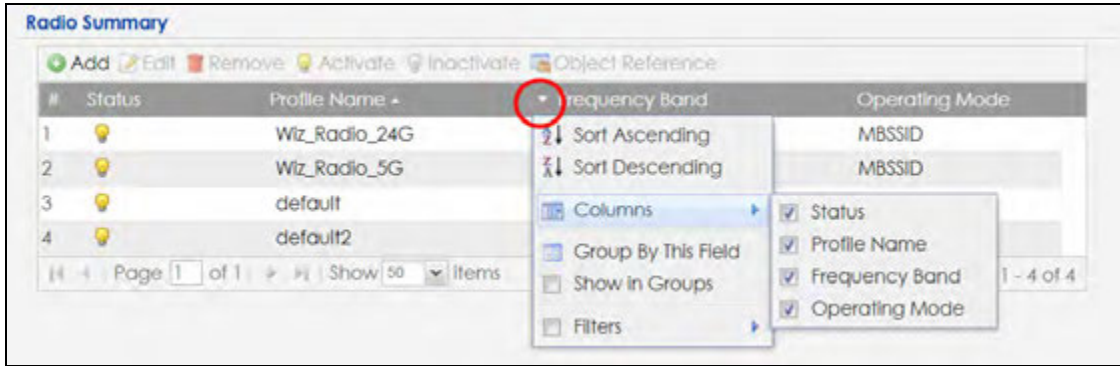 Radio Summary
Add Edit Remove Activate Inactivate Object Reference
# Status Profile Name Frequency Band Operating Mode
1 Wiz_Radio_24G MBSSID
2 Wiz_Radio_5G MBSSID
3 default
4 default2
Page 1 of 1 Show 50 Items 1 - 4 of 4
Sort Ascending
Sort Descending
Columns
Group By This Field
Show in Groups
Filters
Status
Profile Name
Frequency Band
Operating Mode